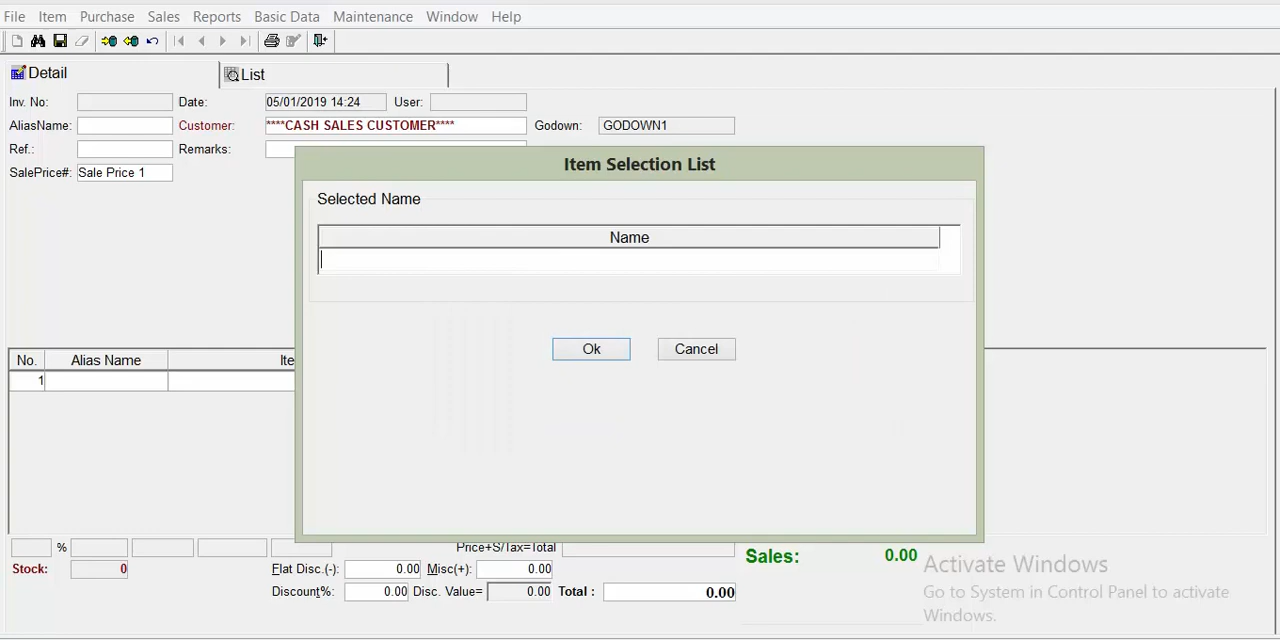 File Item Purchase Sales Reports Basic Data Maintenance Window Help
Detail List
Inv. No: Date: 05/01/2019 14:24 User:
AliasName: Customer: ****CASH SALES CUSTOMER**** Godown: GODOWN1
Ref.: Remarks:
SalePrice#: Sale Price 1
Item Selection List
Selected Name
Name
Ok Cancel
No. Alias Name
1
% Price+S/Tax=Total
Sales: 0.00
Stock: 0 Flat Disc.(-): 0.00 Misc(+): 0.00
Discount%: 0.00 Disc. Value= 0.00 Total : 0.00
Activate Windows
Go to System in Control Panel to activate
Windows.